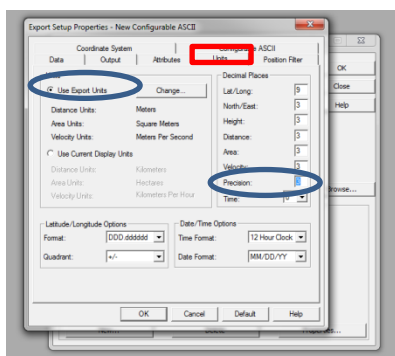 Export Setup Properties - New Configurable ASCII
Coordinate System Configurable ASCII
Data Output Attributes Units Position Filter
Units
Use Export Units Change...
Distance Units: Meters
Area Units: Square Meters
Velocity Units: Meters Per Second
Use Current Display Units
Distance Units: Kilometers
Area Units: Hectares
Velocity Units: Kilometers Per Hour
Decimal Places
Lat/Long: 9
North/East: 3
Height: 3
Distance: 3
Area: 3
Velocity: 3
Precision:
Time: 0
Latitude/Longitude Options
Format: DDD.dddddd
Quadrant: +/-
Date/Time Options
Time Format: 12 Hour Clock
Date Format: MM/DD/YY
OK Cancel Default Help
OK
Close
Help